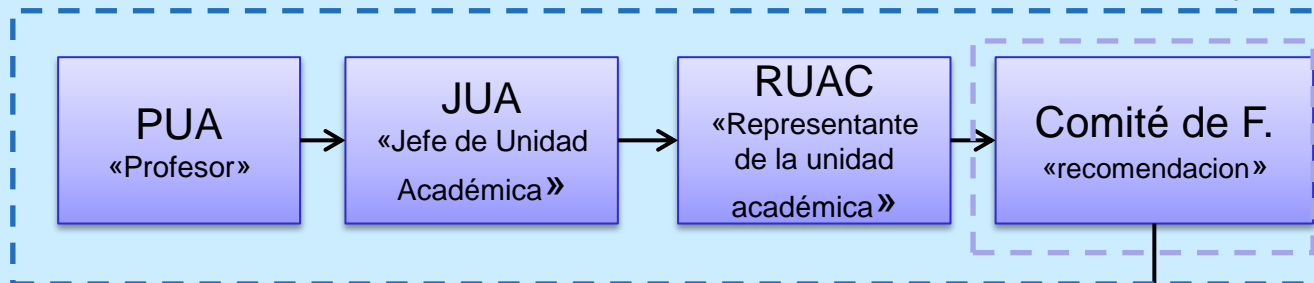 PUA
«Profesor»
JUA
«Jefe de Unidad
Académica»
RUAC
«Representante
de la unidad
académica»
Comité de F.
«recomendacion»